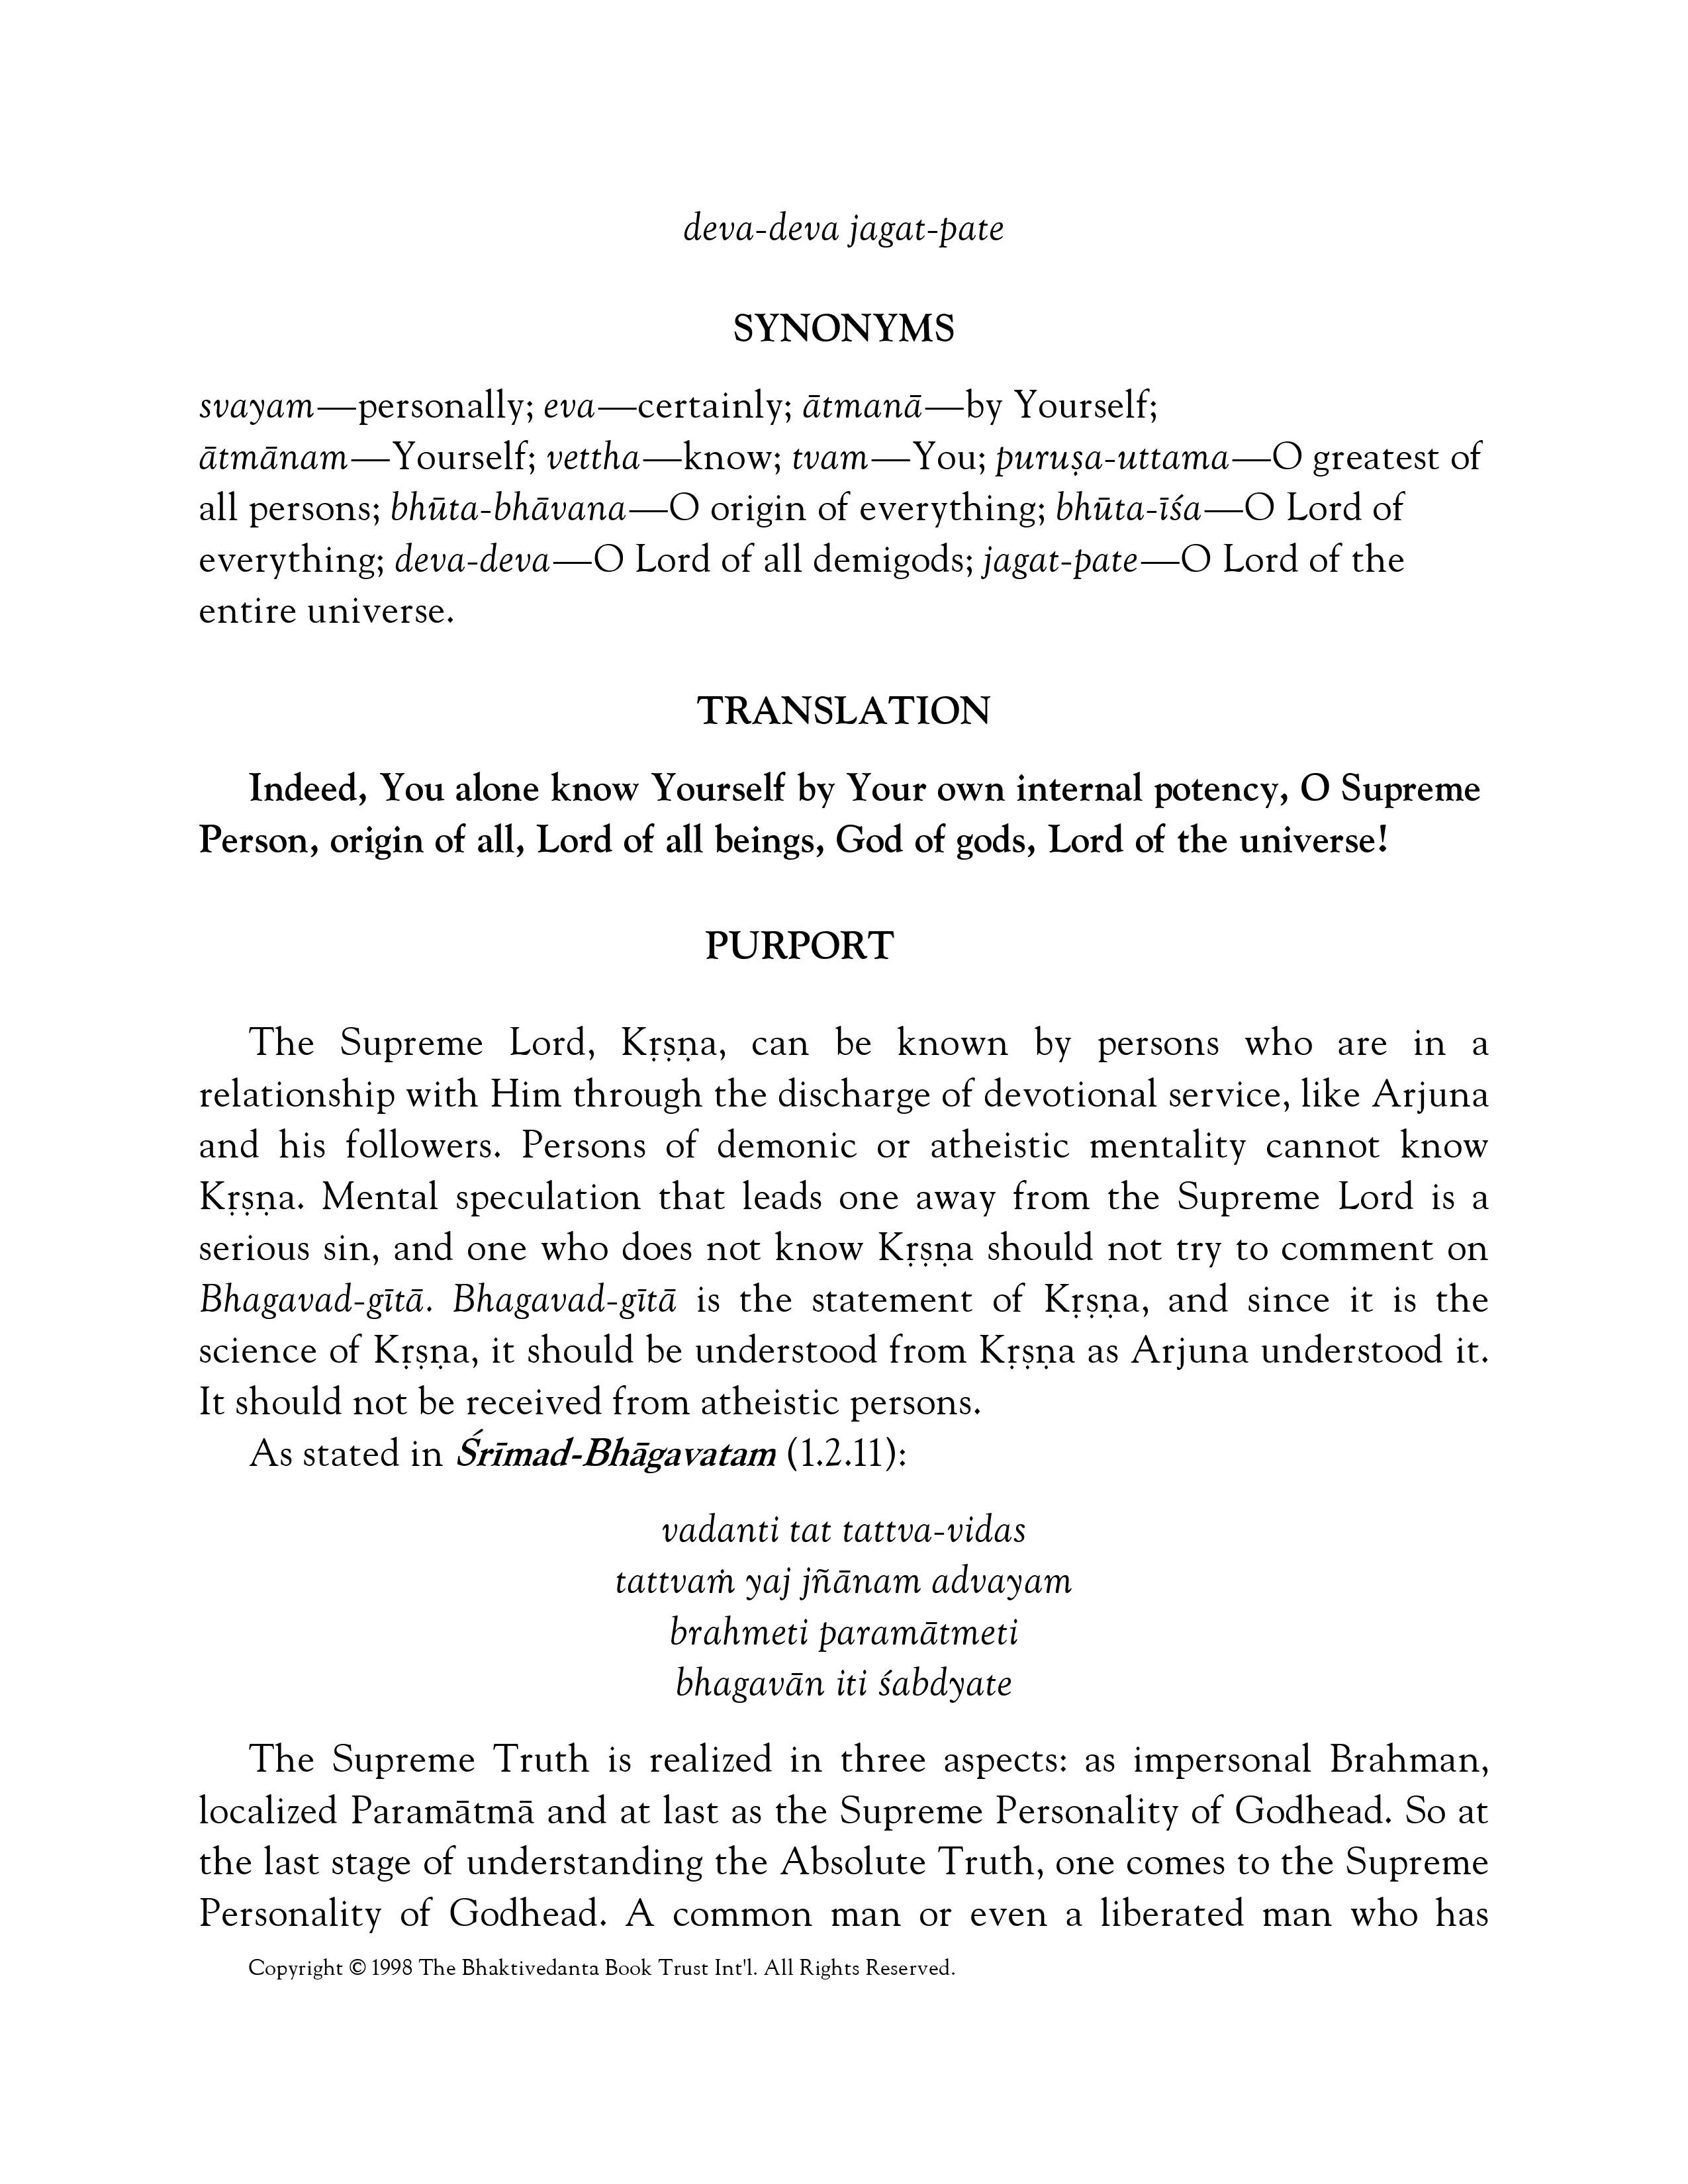 deva-deva jagat-pate
SYNONYMS
svayam—personally; eva—certainly; ātmanā—by Yourself;
ātmānam—Yourself; vettha—know; tvam—You; puruṣa-uttama—O greatest of
all persons; bhūta-bhāvana—O origin of everything; bhūta-īśa—O Lord of
everything; deva-deva—O Lord of all demigods; jagat-pate—O Lord of the
entire universe.
TRANSLATION
Indeed, You alone know Yourself by Your own internal potency, O Supreme
Person, origin of all, Lord of all beings, God of gods, Lord of the universe!
PURPORT
The Supreme Lord, Kṛṣṇa, can be known by persons who are in a
relationship with Him through the discharge of devotional service, like Arjuna
and his followers. Persons of demonic or atheistic mentality cannot know
Kṛṣṇa. Mental speculation that leads one away from the Supreme Lord is a
serious sin, and one who does not know Kṛṣṇa should not try to comment on
Bhagavad-gītā. Bhagavad-gītā is the statement of Kṛṣṇa, and since it is the
science of Kṛṣṇa, it should be understood from Kṛṣṇa as Arjuna understood it.
It should not be received from atheistic persons.
As stated in Śrīmad-Bhāgavatam (1.2.11):
vadanti tat tattva-vidas
tattvaṁ yaj jñānam advayam
brahmeti paramātmeti
bhagavān iti śabdyate
The Supreme Truth is realized in three aspects: as impersonal Brahman,
localized Paramātmā and at last as the Supreme Personality of Godhead. So at
the last stage of understanding the Absolute Truth, one comes to the Supreme
Personality of Godhead. A common man or even a liberated man who has
Copyright © 1998 The Bhaktivedanta Book Trust Int'l. All Rights Reserved.